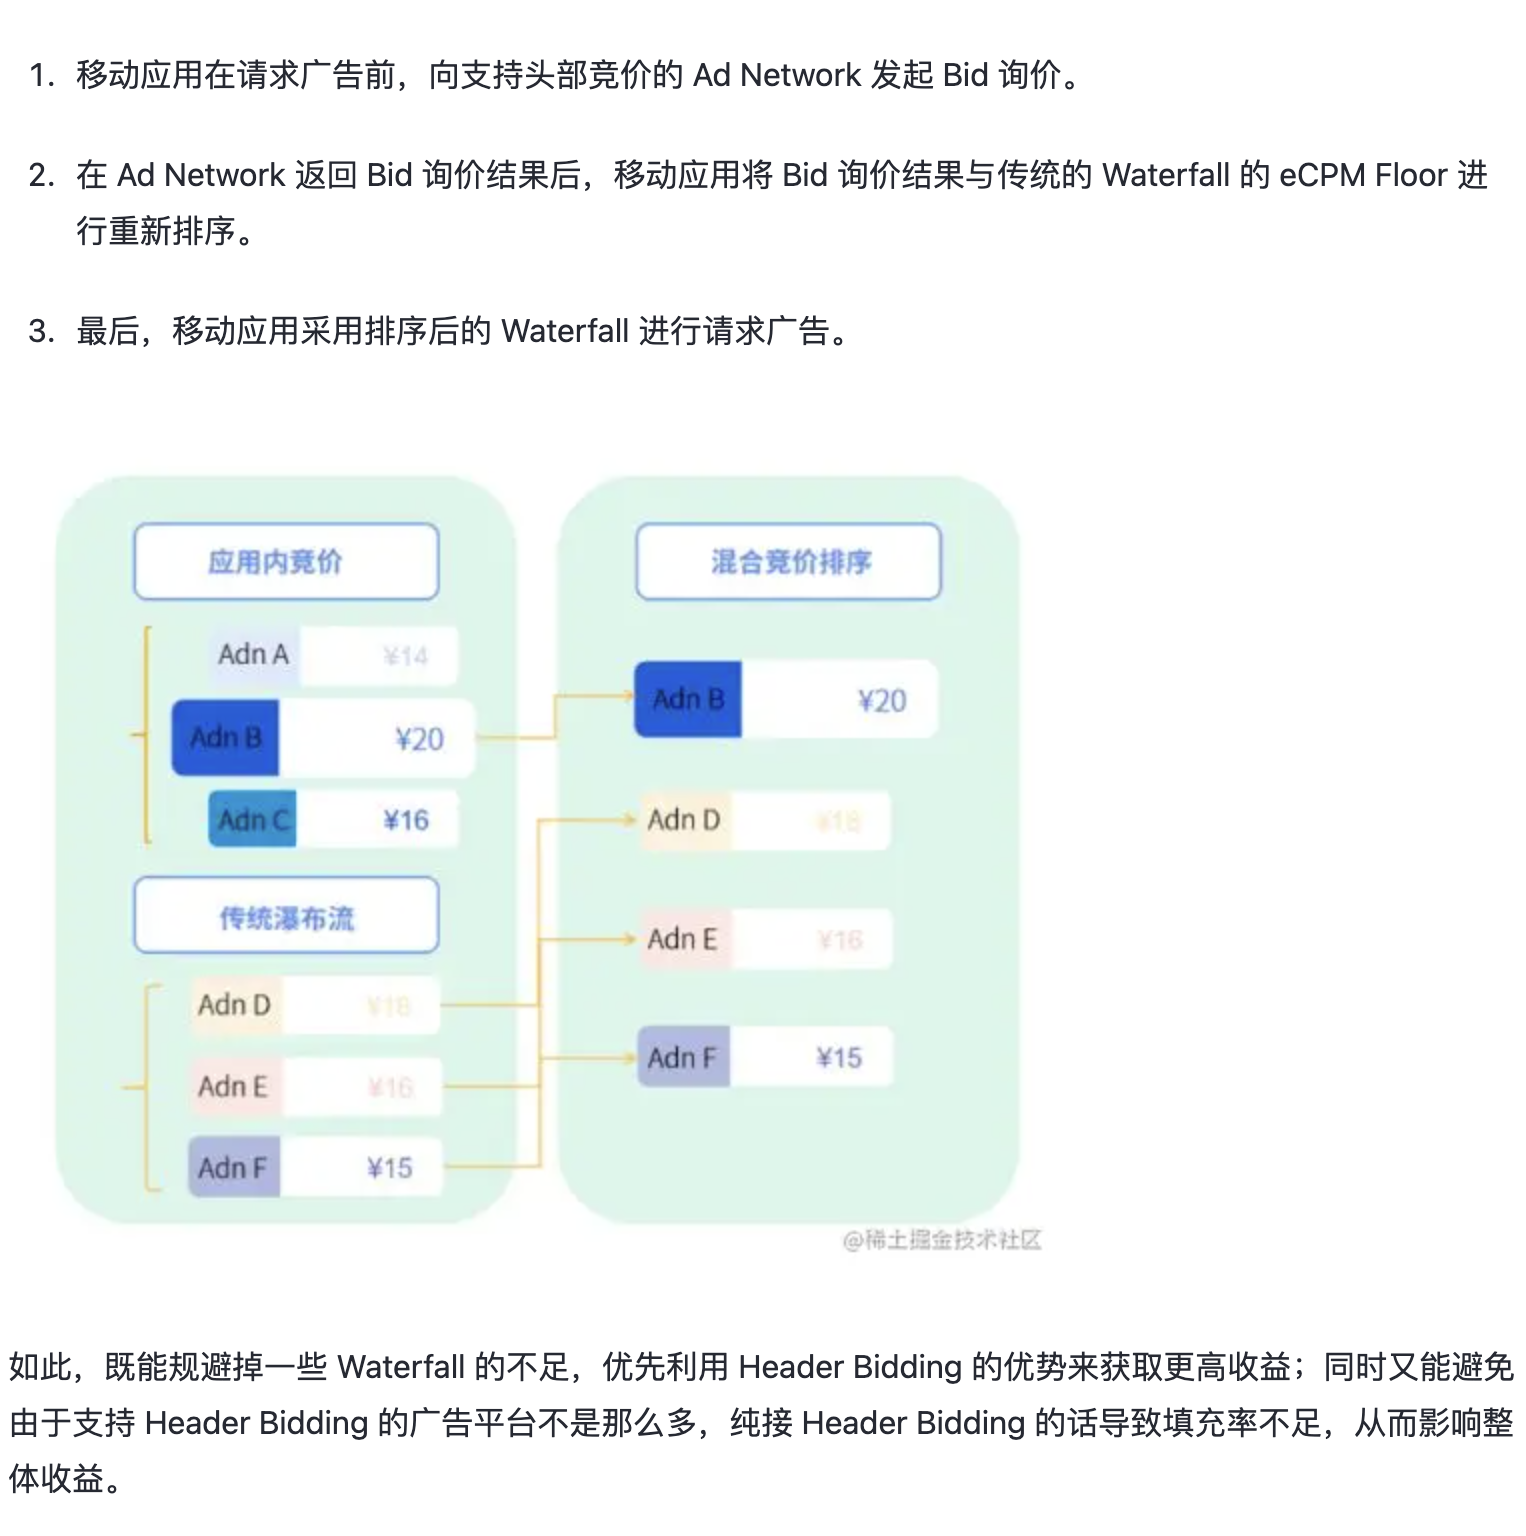 1. 移动应用在请求广告前，向支持头部竞价的 Ad Network 发起 Bid 询价。
2. 在 Ad Network 返回 Bid 询价结果后，移动应用将 Bid 询价结果与传统的 Waterfall 的 eCPM Floor 进
行重新排序。
3. 最后，移动应用采用排序后的 Waterfall 进行请求广告。
应用内竞价
Adn A ¥14
Adn B ¥20
Adn C ¥16
传统瀑布流
Adn D ¥18
Adn E ¥16
Adn F ¥15
混合竞价排序
Adn B ¥20
Adn D ¥18
Adn E ¥16
Adn F ¥15
@稀土掘金技术社区
如此，既能规避掉一些 Waterfall 的不足，优先利用 Header Bidding 的优势来获取更高收益；同时又能避免
由于支持 Header Bidding 的广告平台不是那么多，纯接 Header Bidding 的话导致填充率不足，从而影响整
体收益。